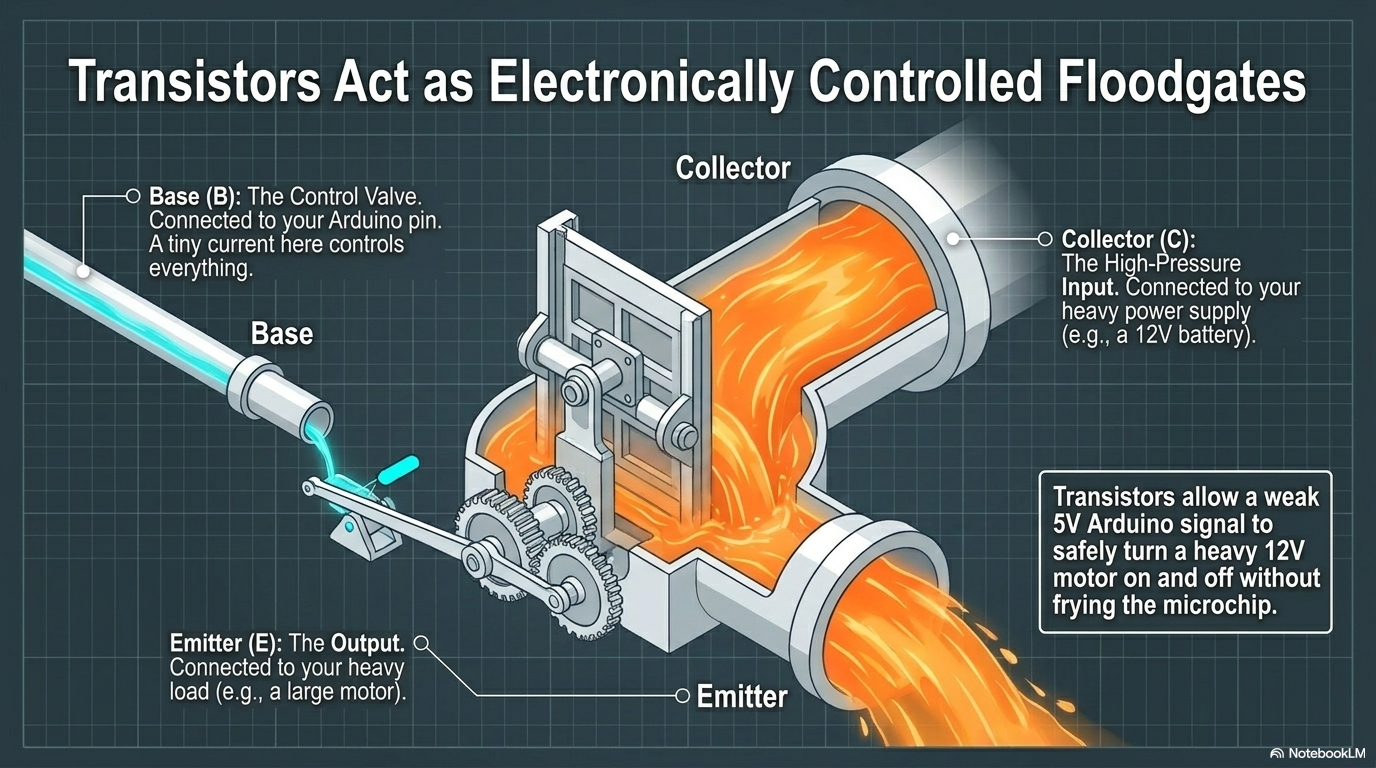 Transistors Act as Electronically Controlled Floodgates
Base (B): The Control Valve.
Connected to your Arduino pin.
A tiny current here controls
everything.
Base
Collector
Collector (C):
The High-Pressure
Input. Connected to your
heavy power supply
(e.g., a 12V battery).
Transistors allow a weak
5V Arduino signal to
safely turn a heavy 12V
motor on and off without
frying the microchip.
Emitter (E): The Output.
Connected to your heavy
load (e.g., a large motor).
Emitter
NotebookLM